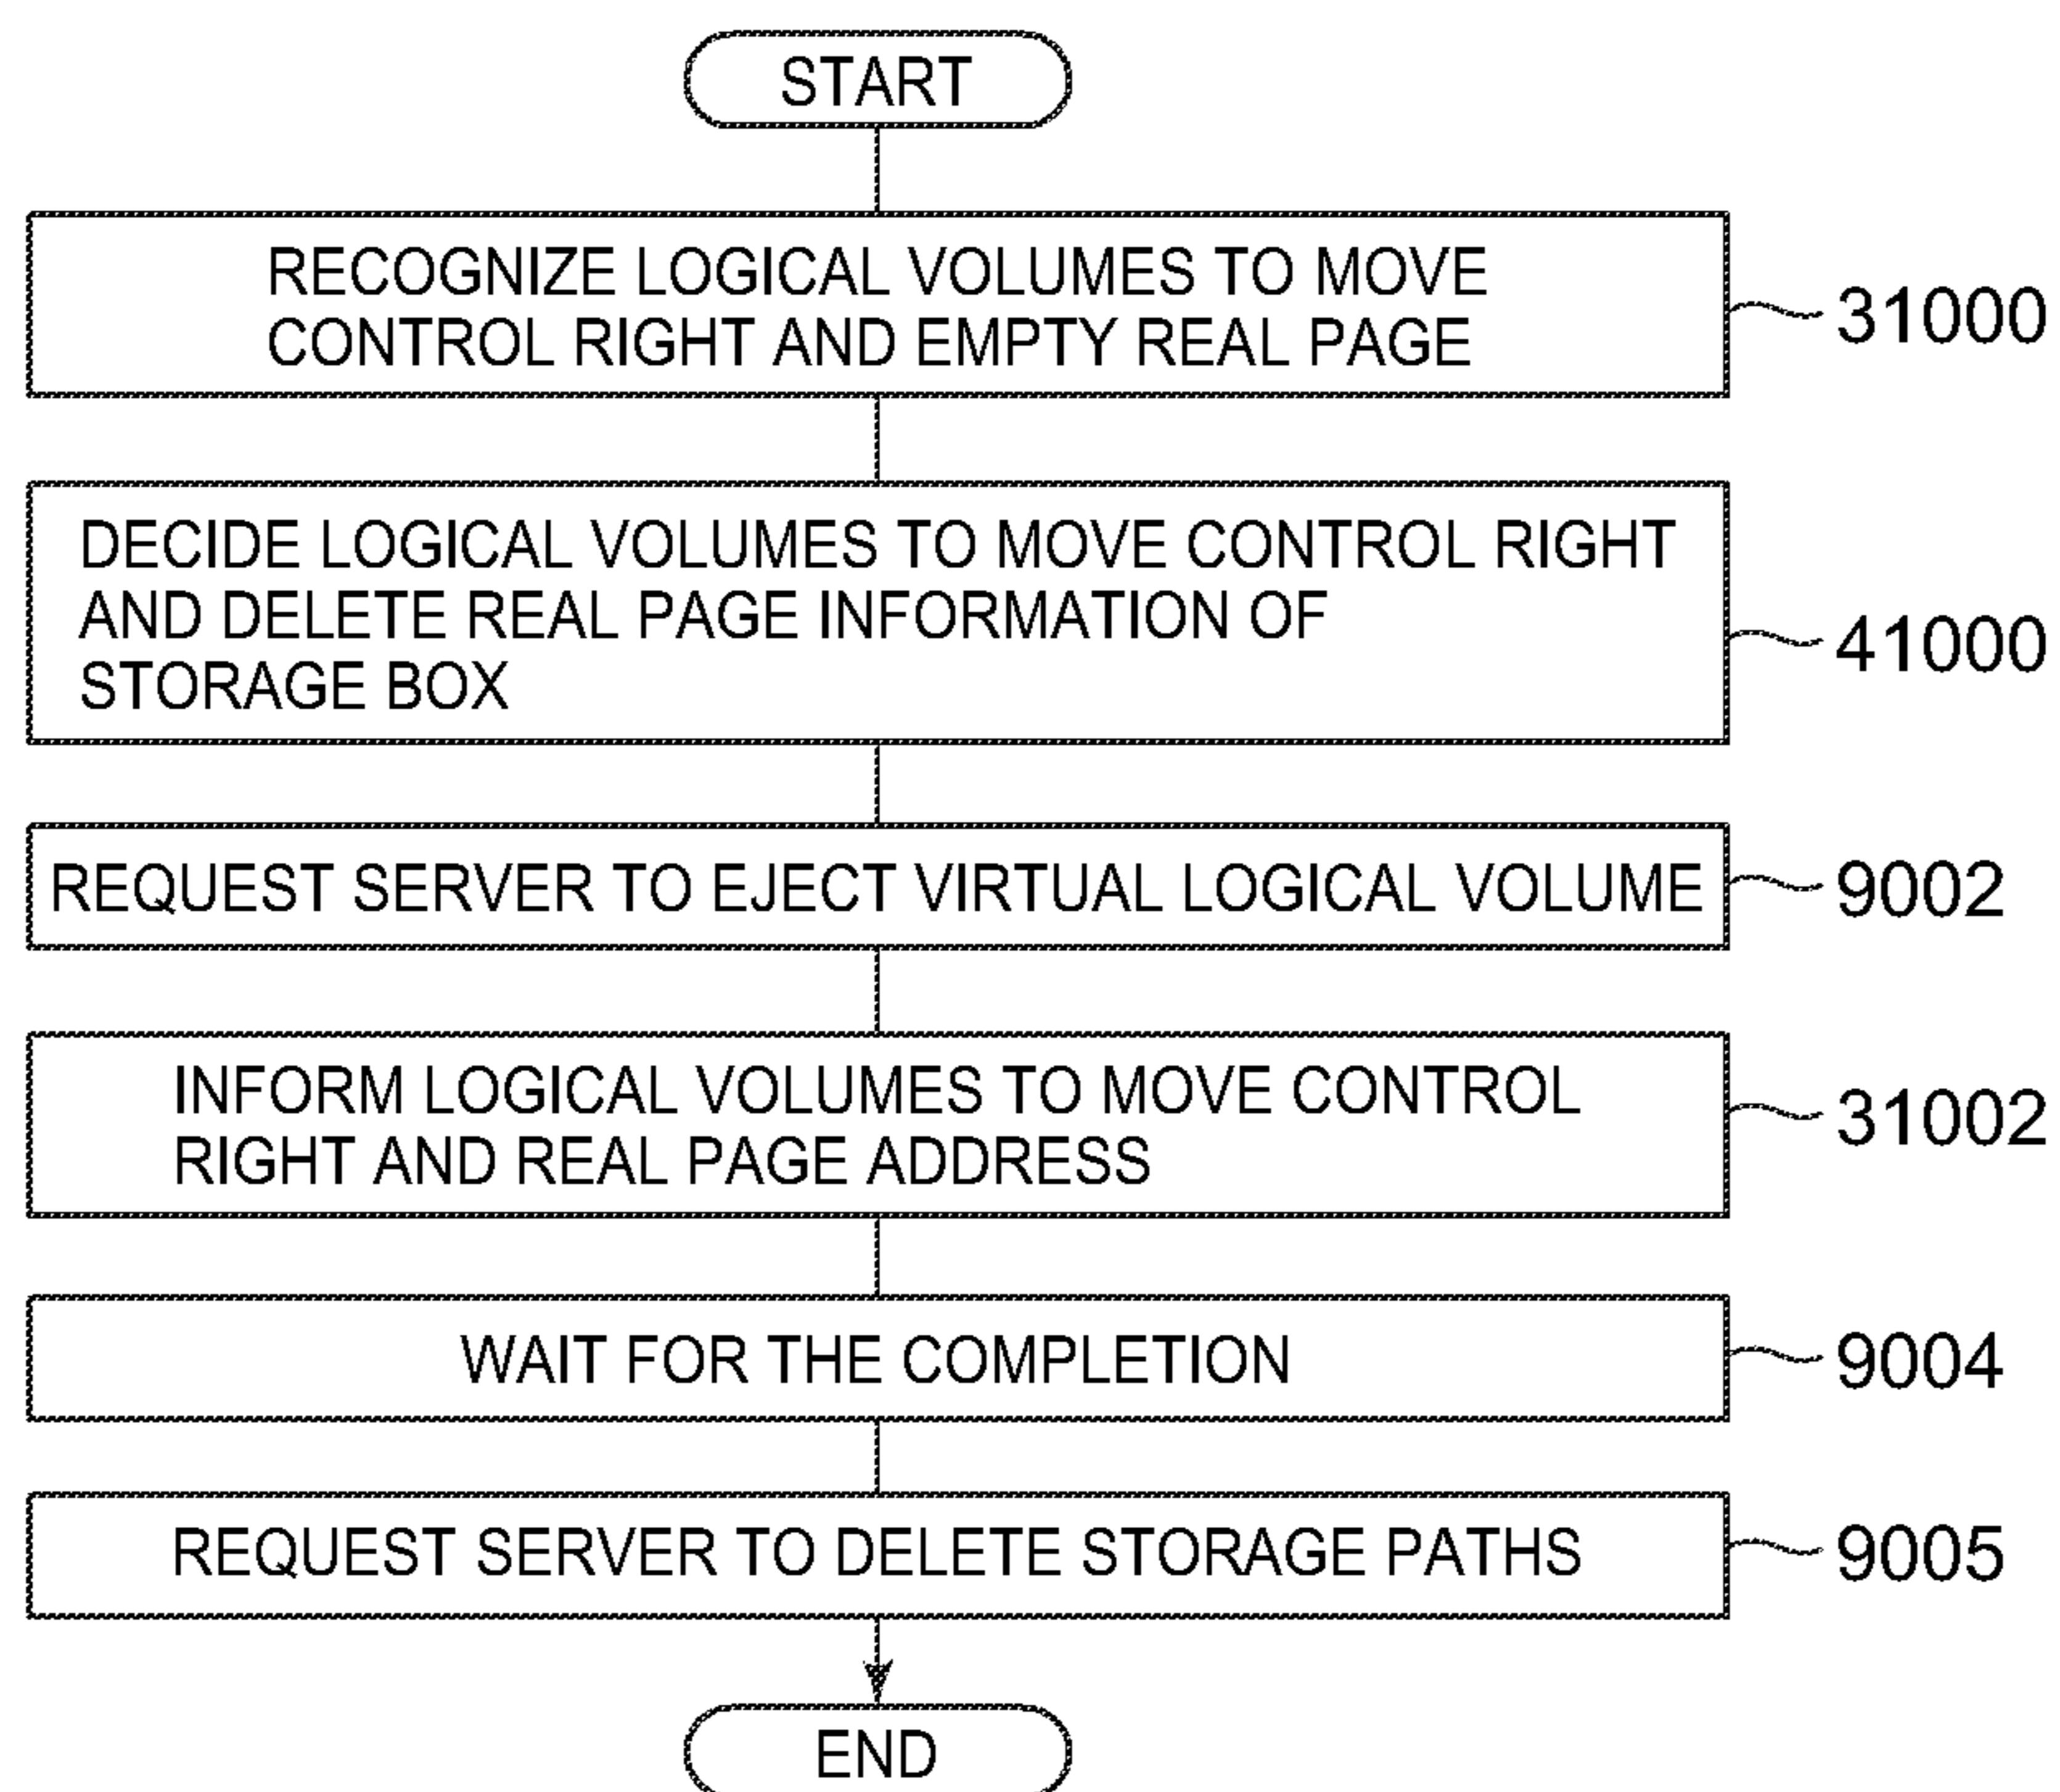 START
RECOGNIZE LOGICAL VOLUMES TO MOVE
CONTROL RIGHT AND EMPTY REAL PAGE
31000
DECIDE LOGICAL VOLUMES TO MOVE CONTROL RIGHT
AND DELETE REAL PAGE INFORMATION OF
STORAGE BOX
41000
REQUEST SERVER TO EJECT VIRTUAL LOGICAL VOLUME
9002
INFORM LOGICAL VOLUMES TO MOVE CONTROL
RIGHT AND REAL PAGE ADDRESS
31002
WAIT FOR THE COMPLETION
9004
REQUEST SERVER TO DELETE STORAGE PATHS
9005
END